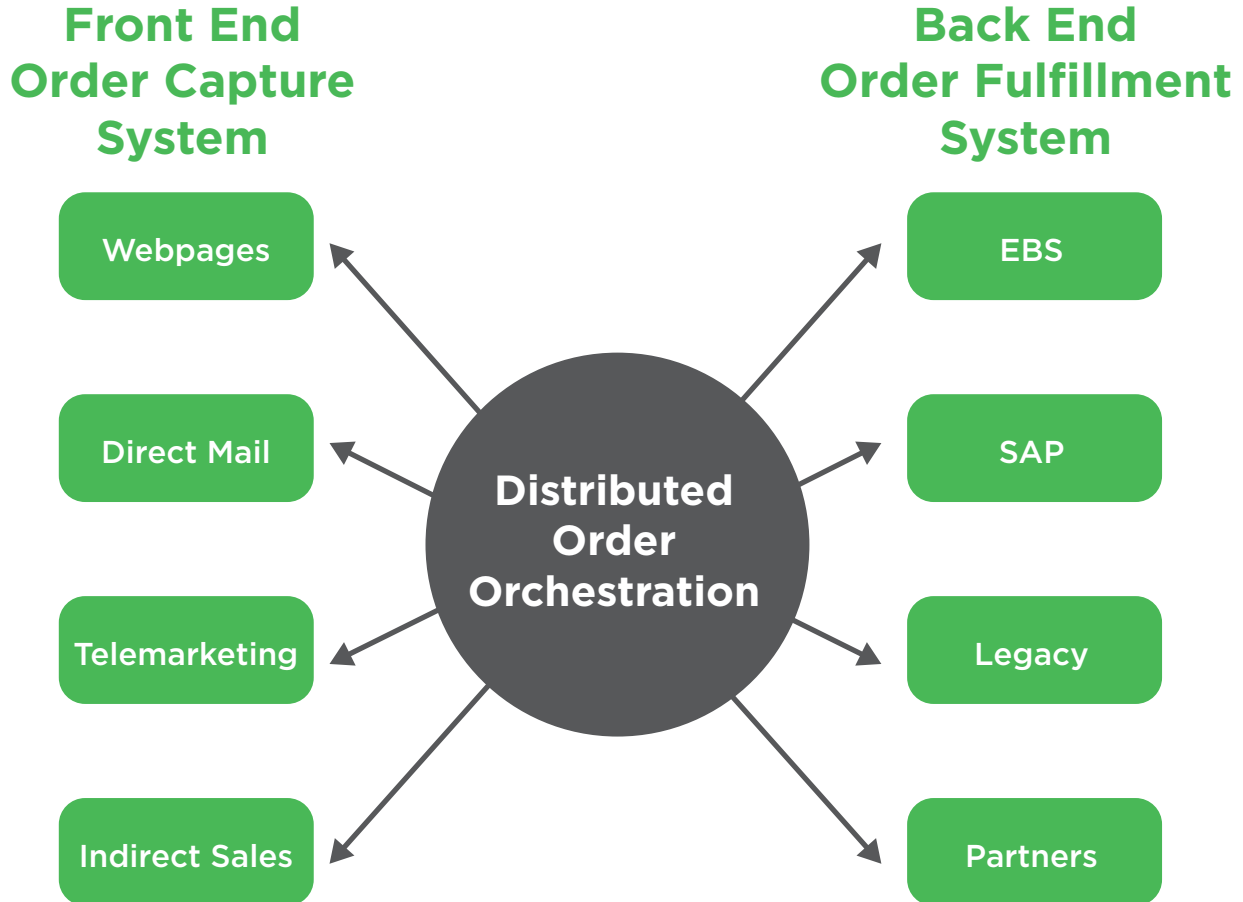 Front End
Order Capture
System
Webpages
Direct Mail
Telemarketing
Indirect Sales
Distributed
Order
Orchestration
Back End
Order Fulfillment
System
EBS
SAP
Legacy
Partners